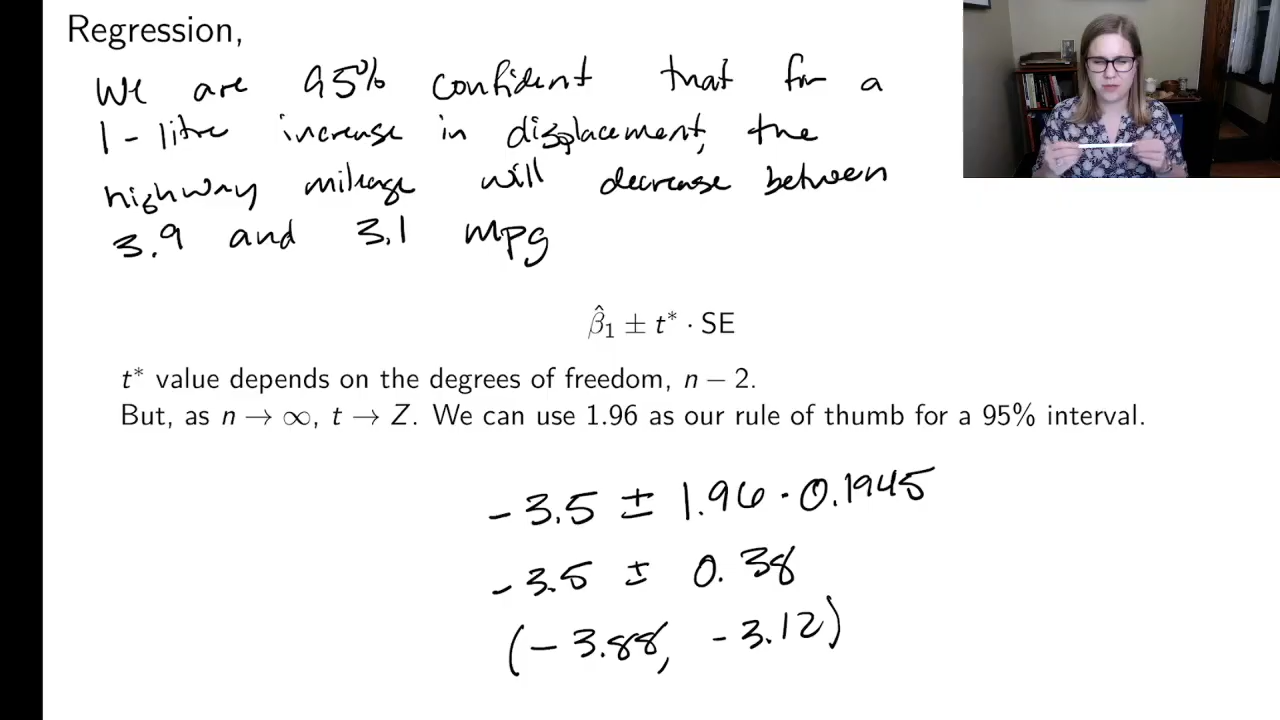 Regression,
We are 95% confident that for a
1-litre increase in displacement, the
highway mileage will decrease between
3.9 and 3.1 mpg
β̂₁ ± t* · SE
t* value depends on the degrees of freedom, n − 2.
But, as n → ∞, t → Z. We can use 1.96 as our rule of thumb for a 95% interval.
-3.5 ± 1.96 · 0.1945
-3.5 ± 0.38
(-3.88, -3.12)